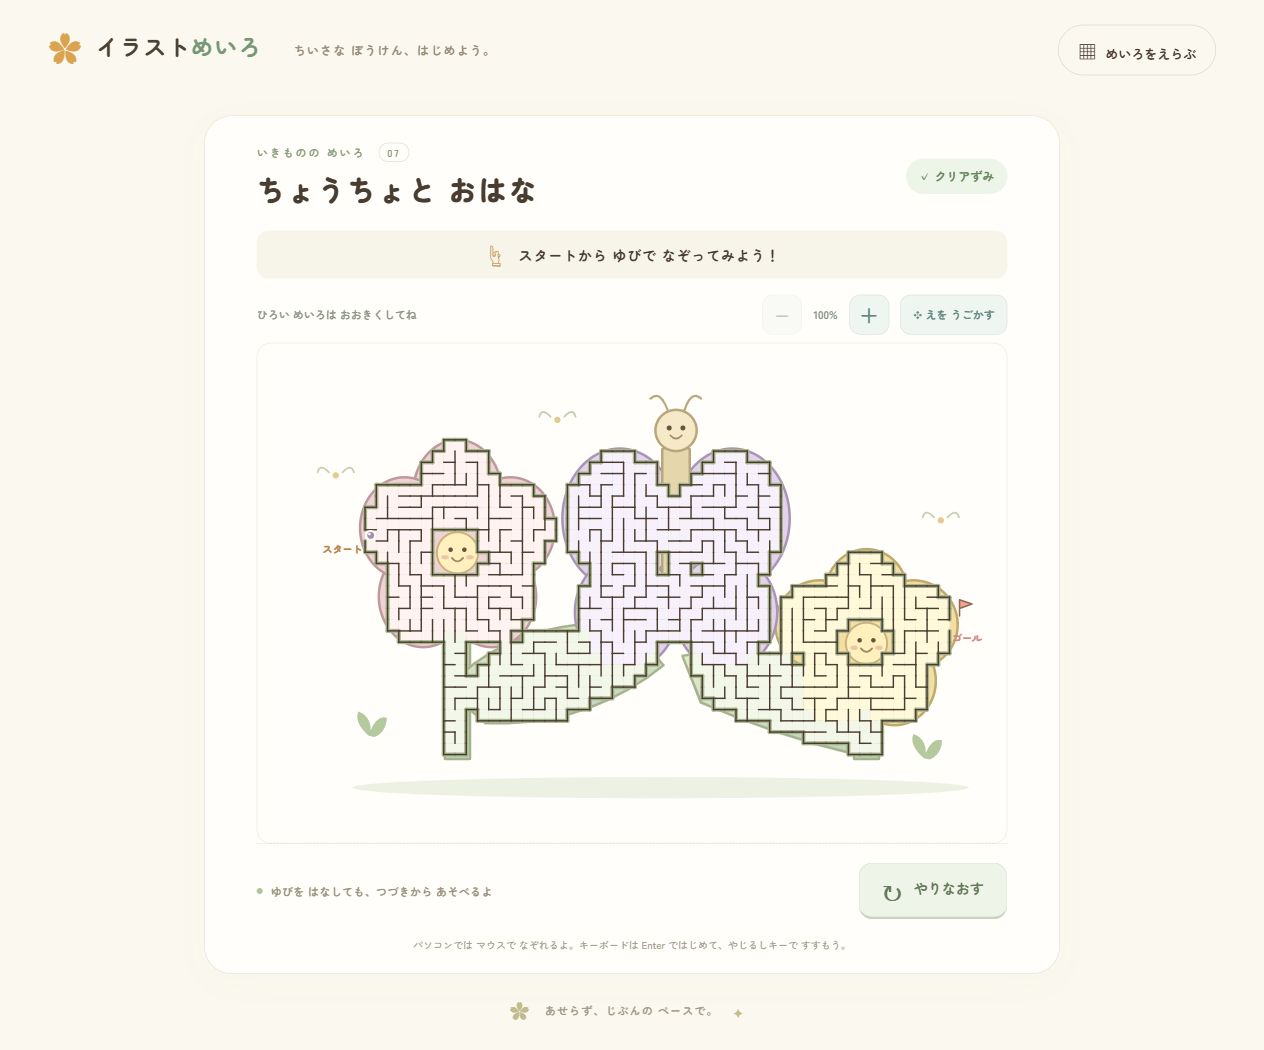 イラストめいろ
ちいさな ぼうけん、はじめよう。
めいろをえらぶ
いきものの めいろ 07
ちょうちょと おはな
✓ クリアずみ
スタートから ゆびで なぞってみよう！
ひろい めいろは おおきくしてね
− 100% +
えを うごかす
スタート
ゴール
ゆびを はなしても、つづきから あそべるよ
↻ やりなおす
パソコンでは マウスで なぞれるよ。キーボードは Enter ではじめて、やじるしキーで すすもう。
あせらず、じぶんの ペースで。